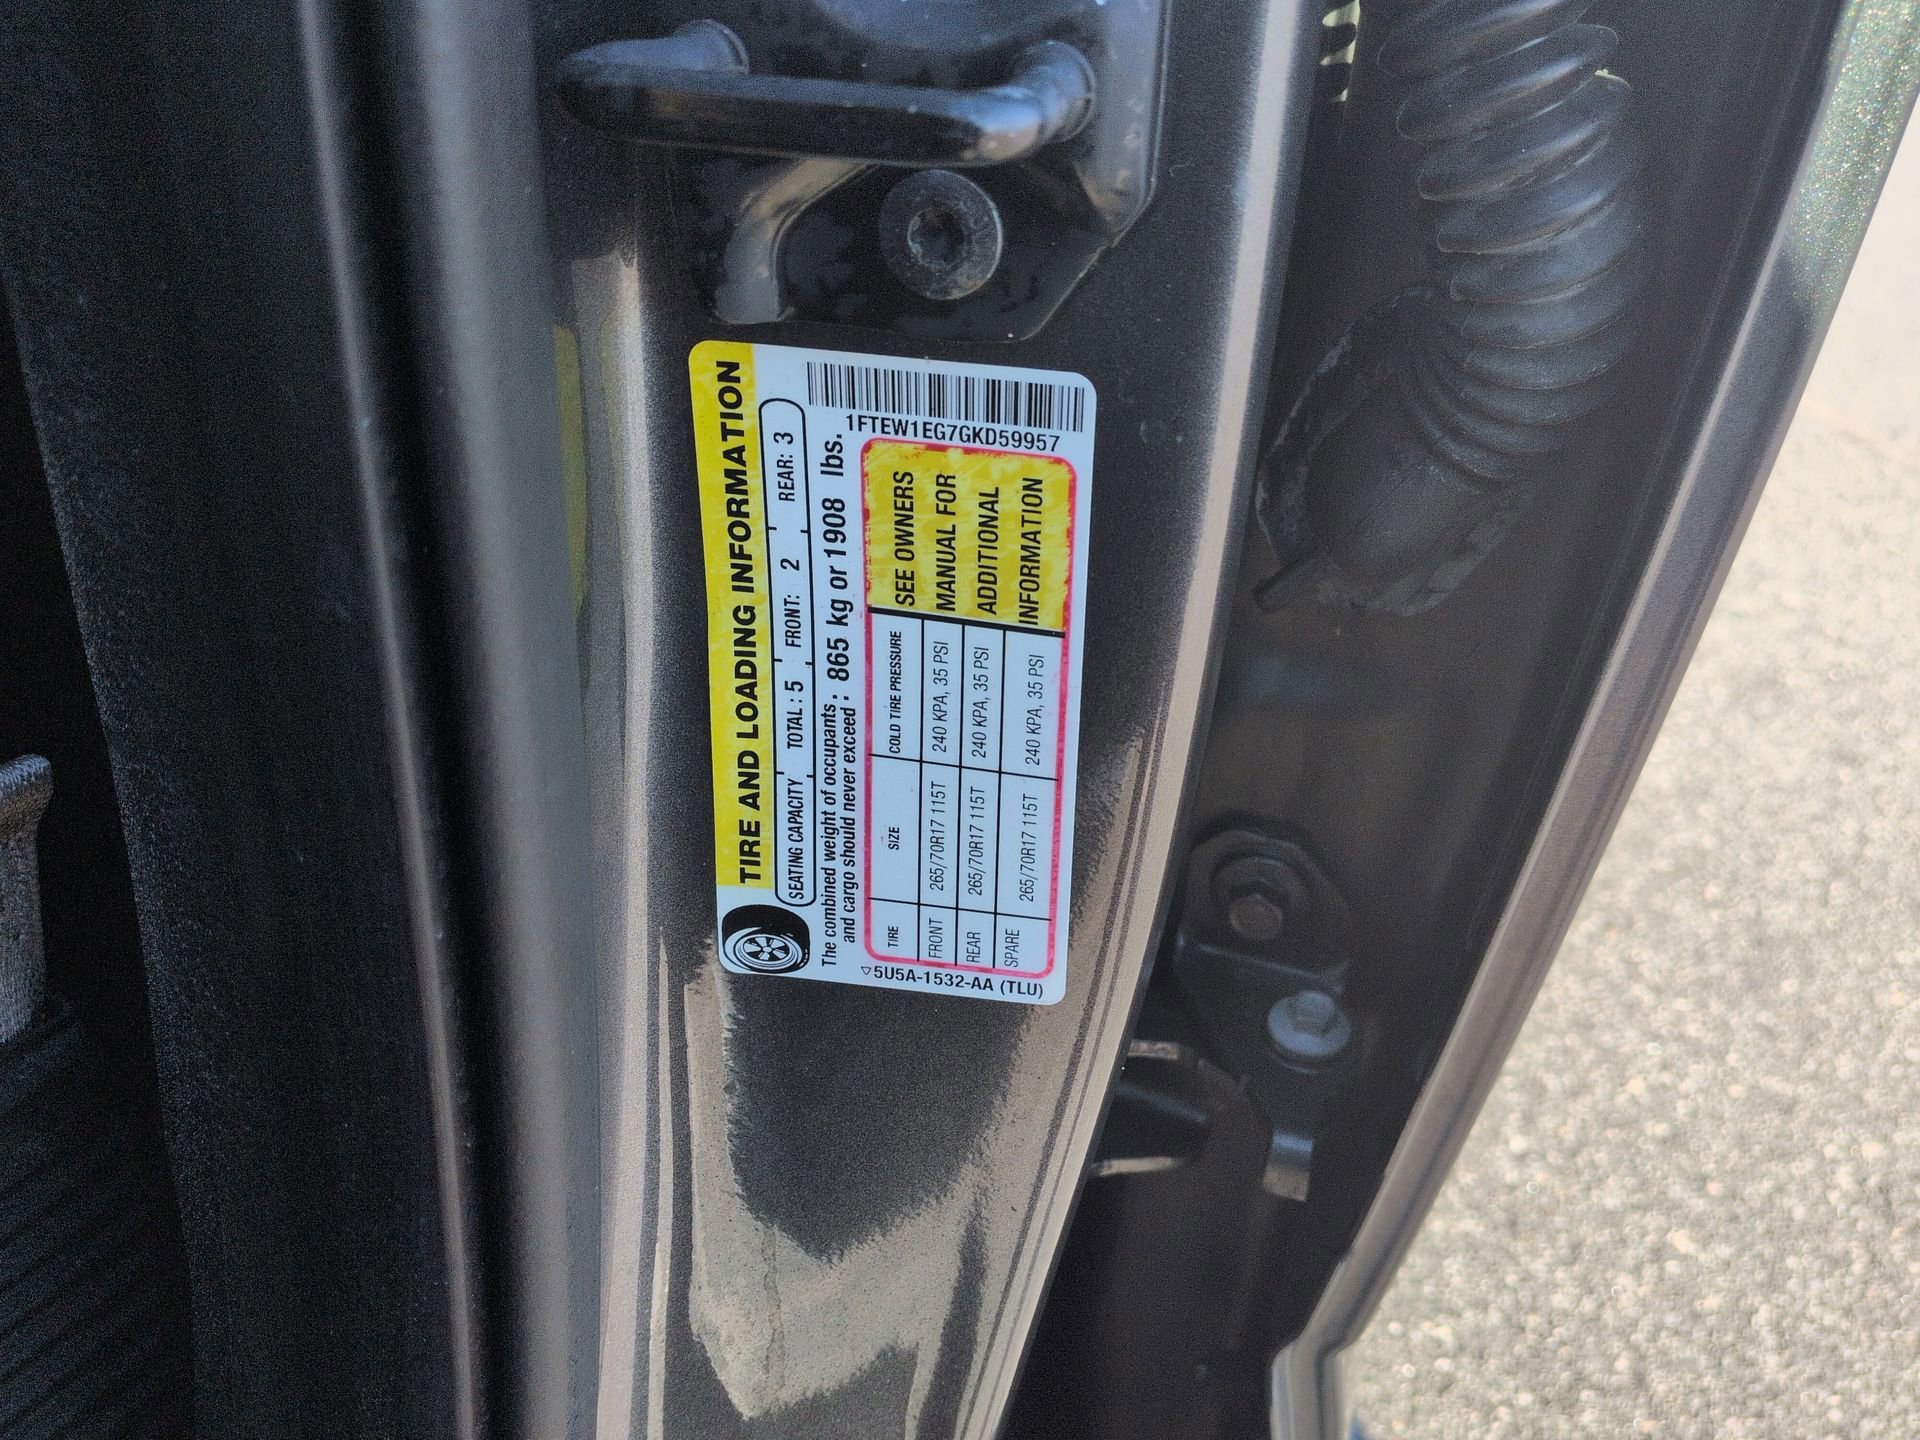 TIRE AND LOADING INFORMATION
SEATING CAPACITY TOTAL : 5 FRONT: 2 REAR: 3
The combined weight of occupants and cargo should never exceed : 865 kg or 1908 lbs.
TIRE SIZE COLD TIRE PRESSURE
FRONT 265/70R17 115T 240 KPA, 35 PSI
REAR 265/70R17 115T 240 KPA, 35 PSI
SPARE 265/70R17 115T 240 KPA, 35 PSI
SEE OWNERS
MANUAL FOR
ADDITIONAL
INFORMATION
5U5A-1532-AA (TLU)
1FTEW1EG7GKD59957